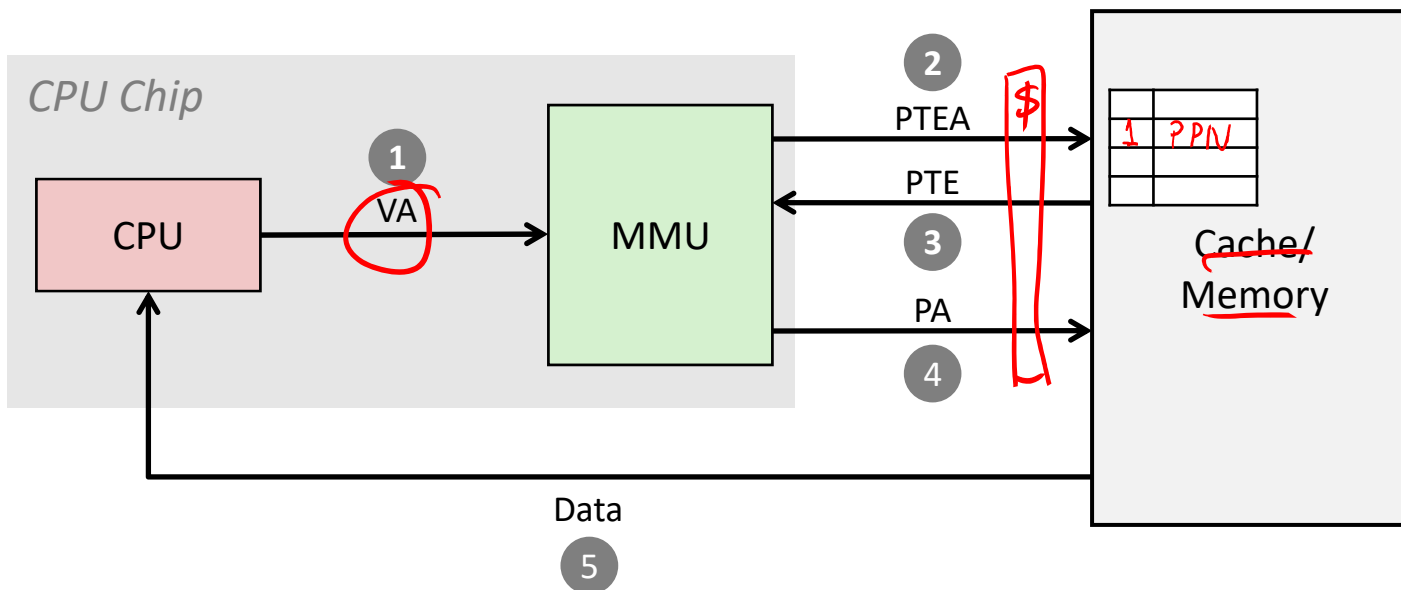 CPU Chip
2
$
PTEA
1 PPN
1
VA
PTE
CPU
MMU
3
Cache/
Memory
PA
4
Data
5